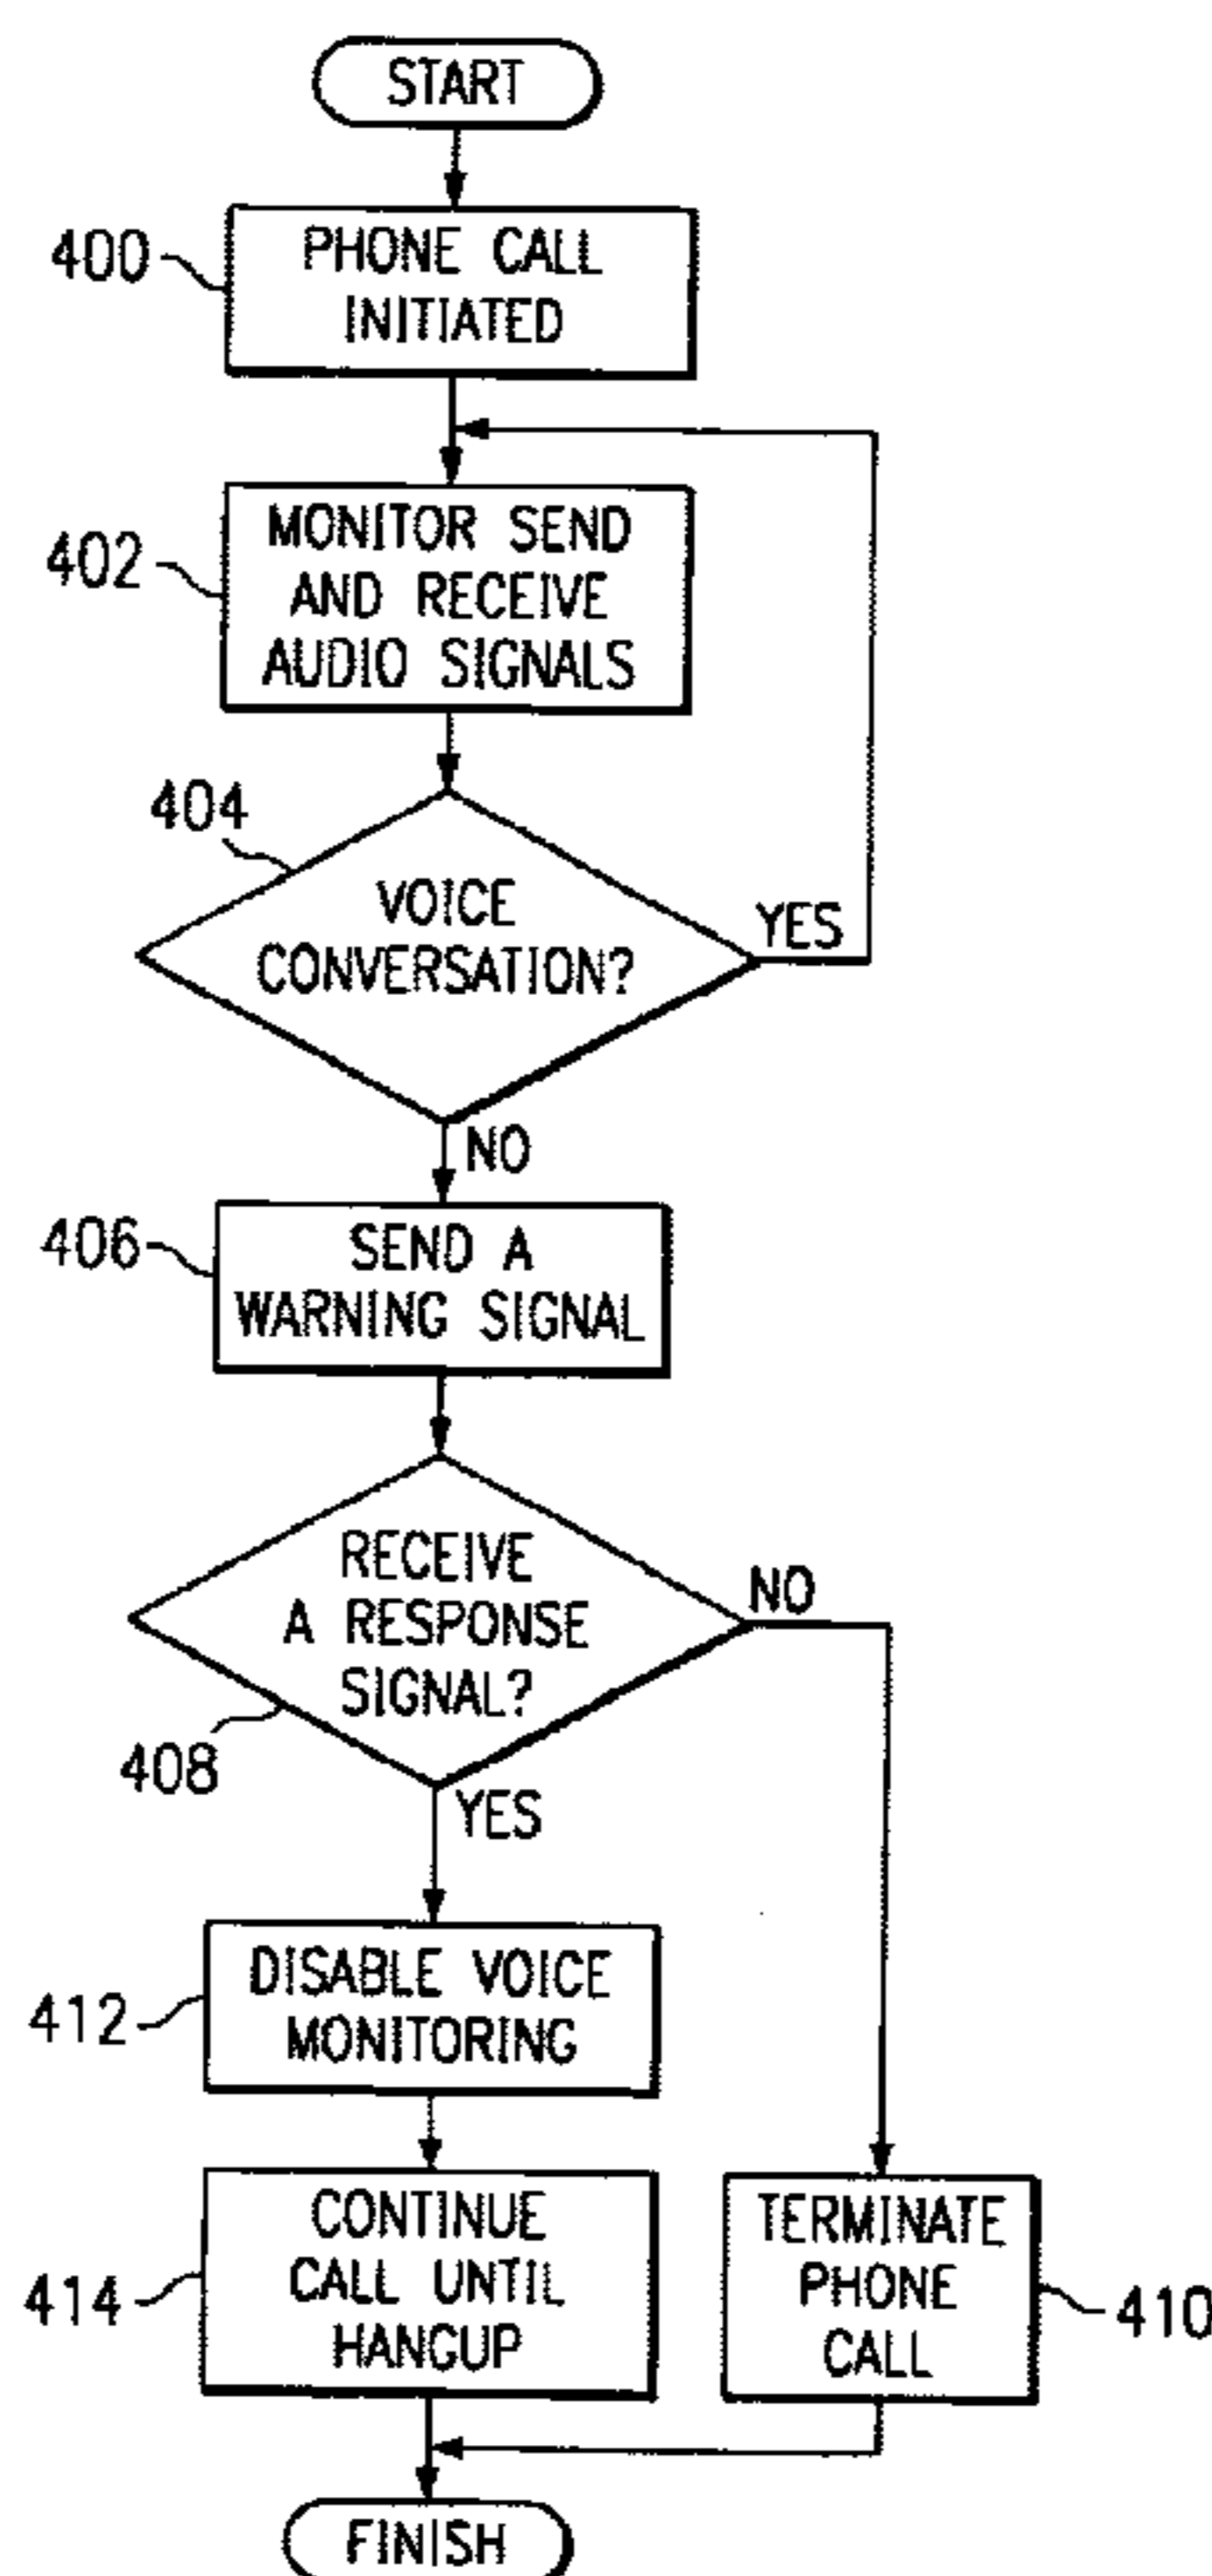 START
400
PHONE CALL
INITIATED
402
MONITOR SEND
AND RECEIVE
AUDIO SIGNALS
404
VOICE
CONVERSATION?
YES
NO
406
SEND A
WARNING SIGNAL
RECEIVE
A RESPONSE
SIGNAL?
NO
408
YES
412
DISABLE VOICE
MONITORING
414
CONTINUE
CALL UNTIL
HANGUP
TERMINATE
PHONE
CALL
410
FINISH